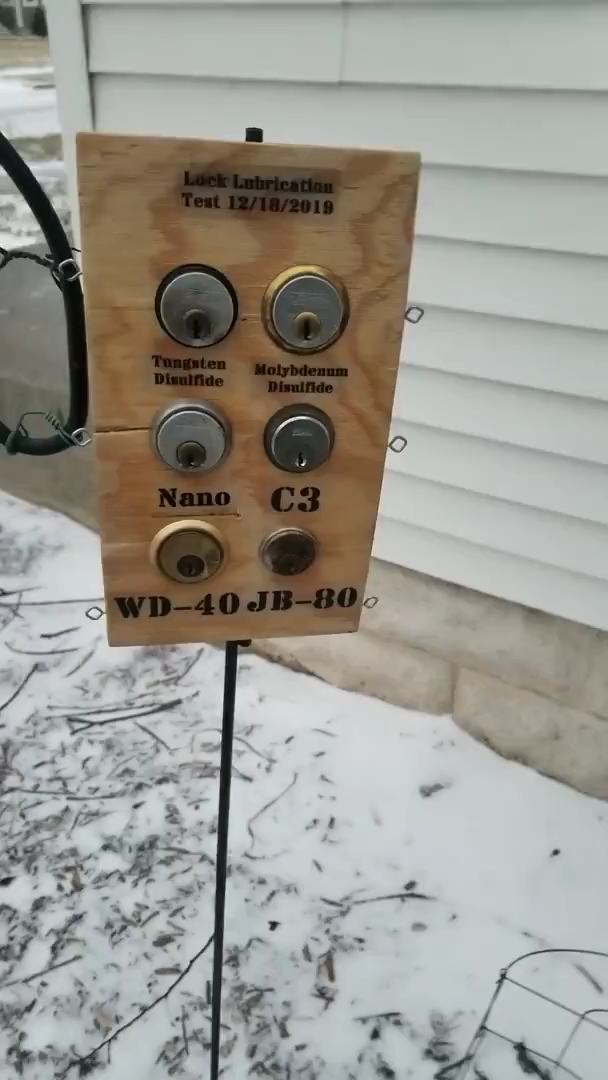 Lock Lubrication
Test 12/18/2019
Tungsten
Disulfide
Molybdenum
Disulfide
Nano
C3
WD-40
JB-80